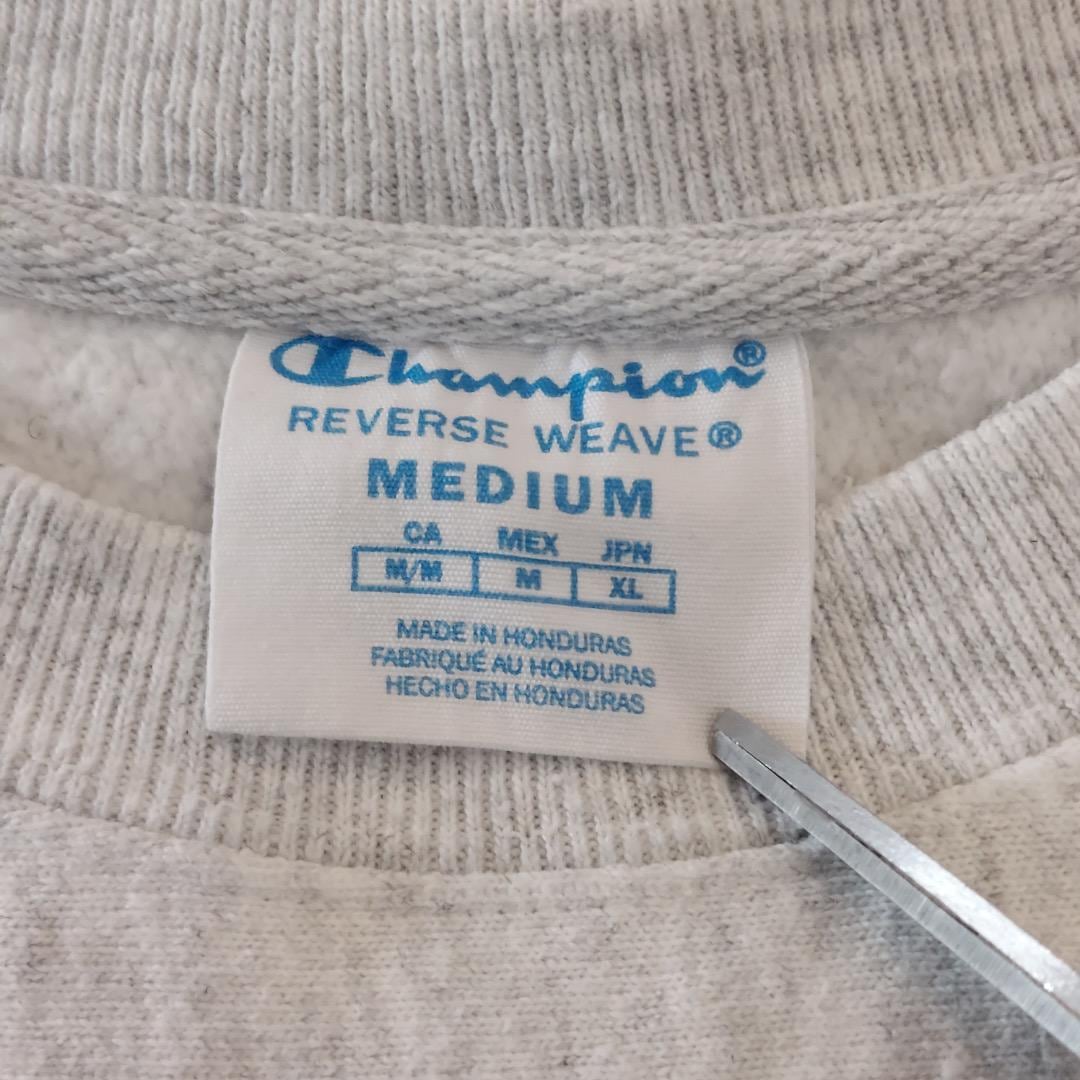 Champion®
REVERSE WEAVE®
MEDIUM
CA MEX JPN
M/M M XL
MADE IN HONDURAS
FABRIQUÉ AU HONDURAS
HECHO EN HONDURAS